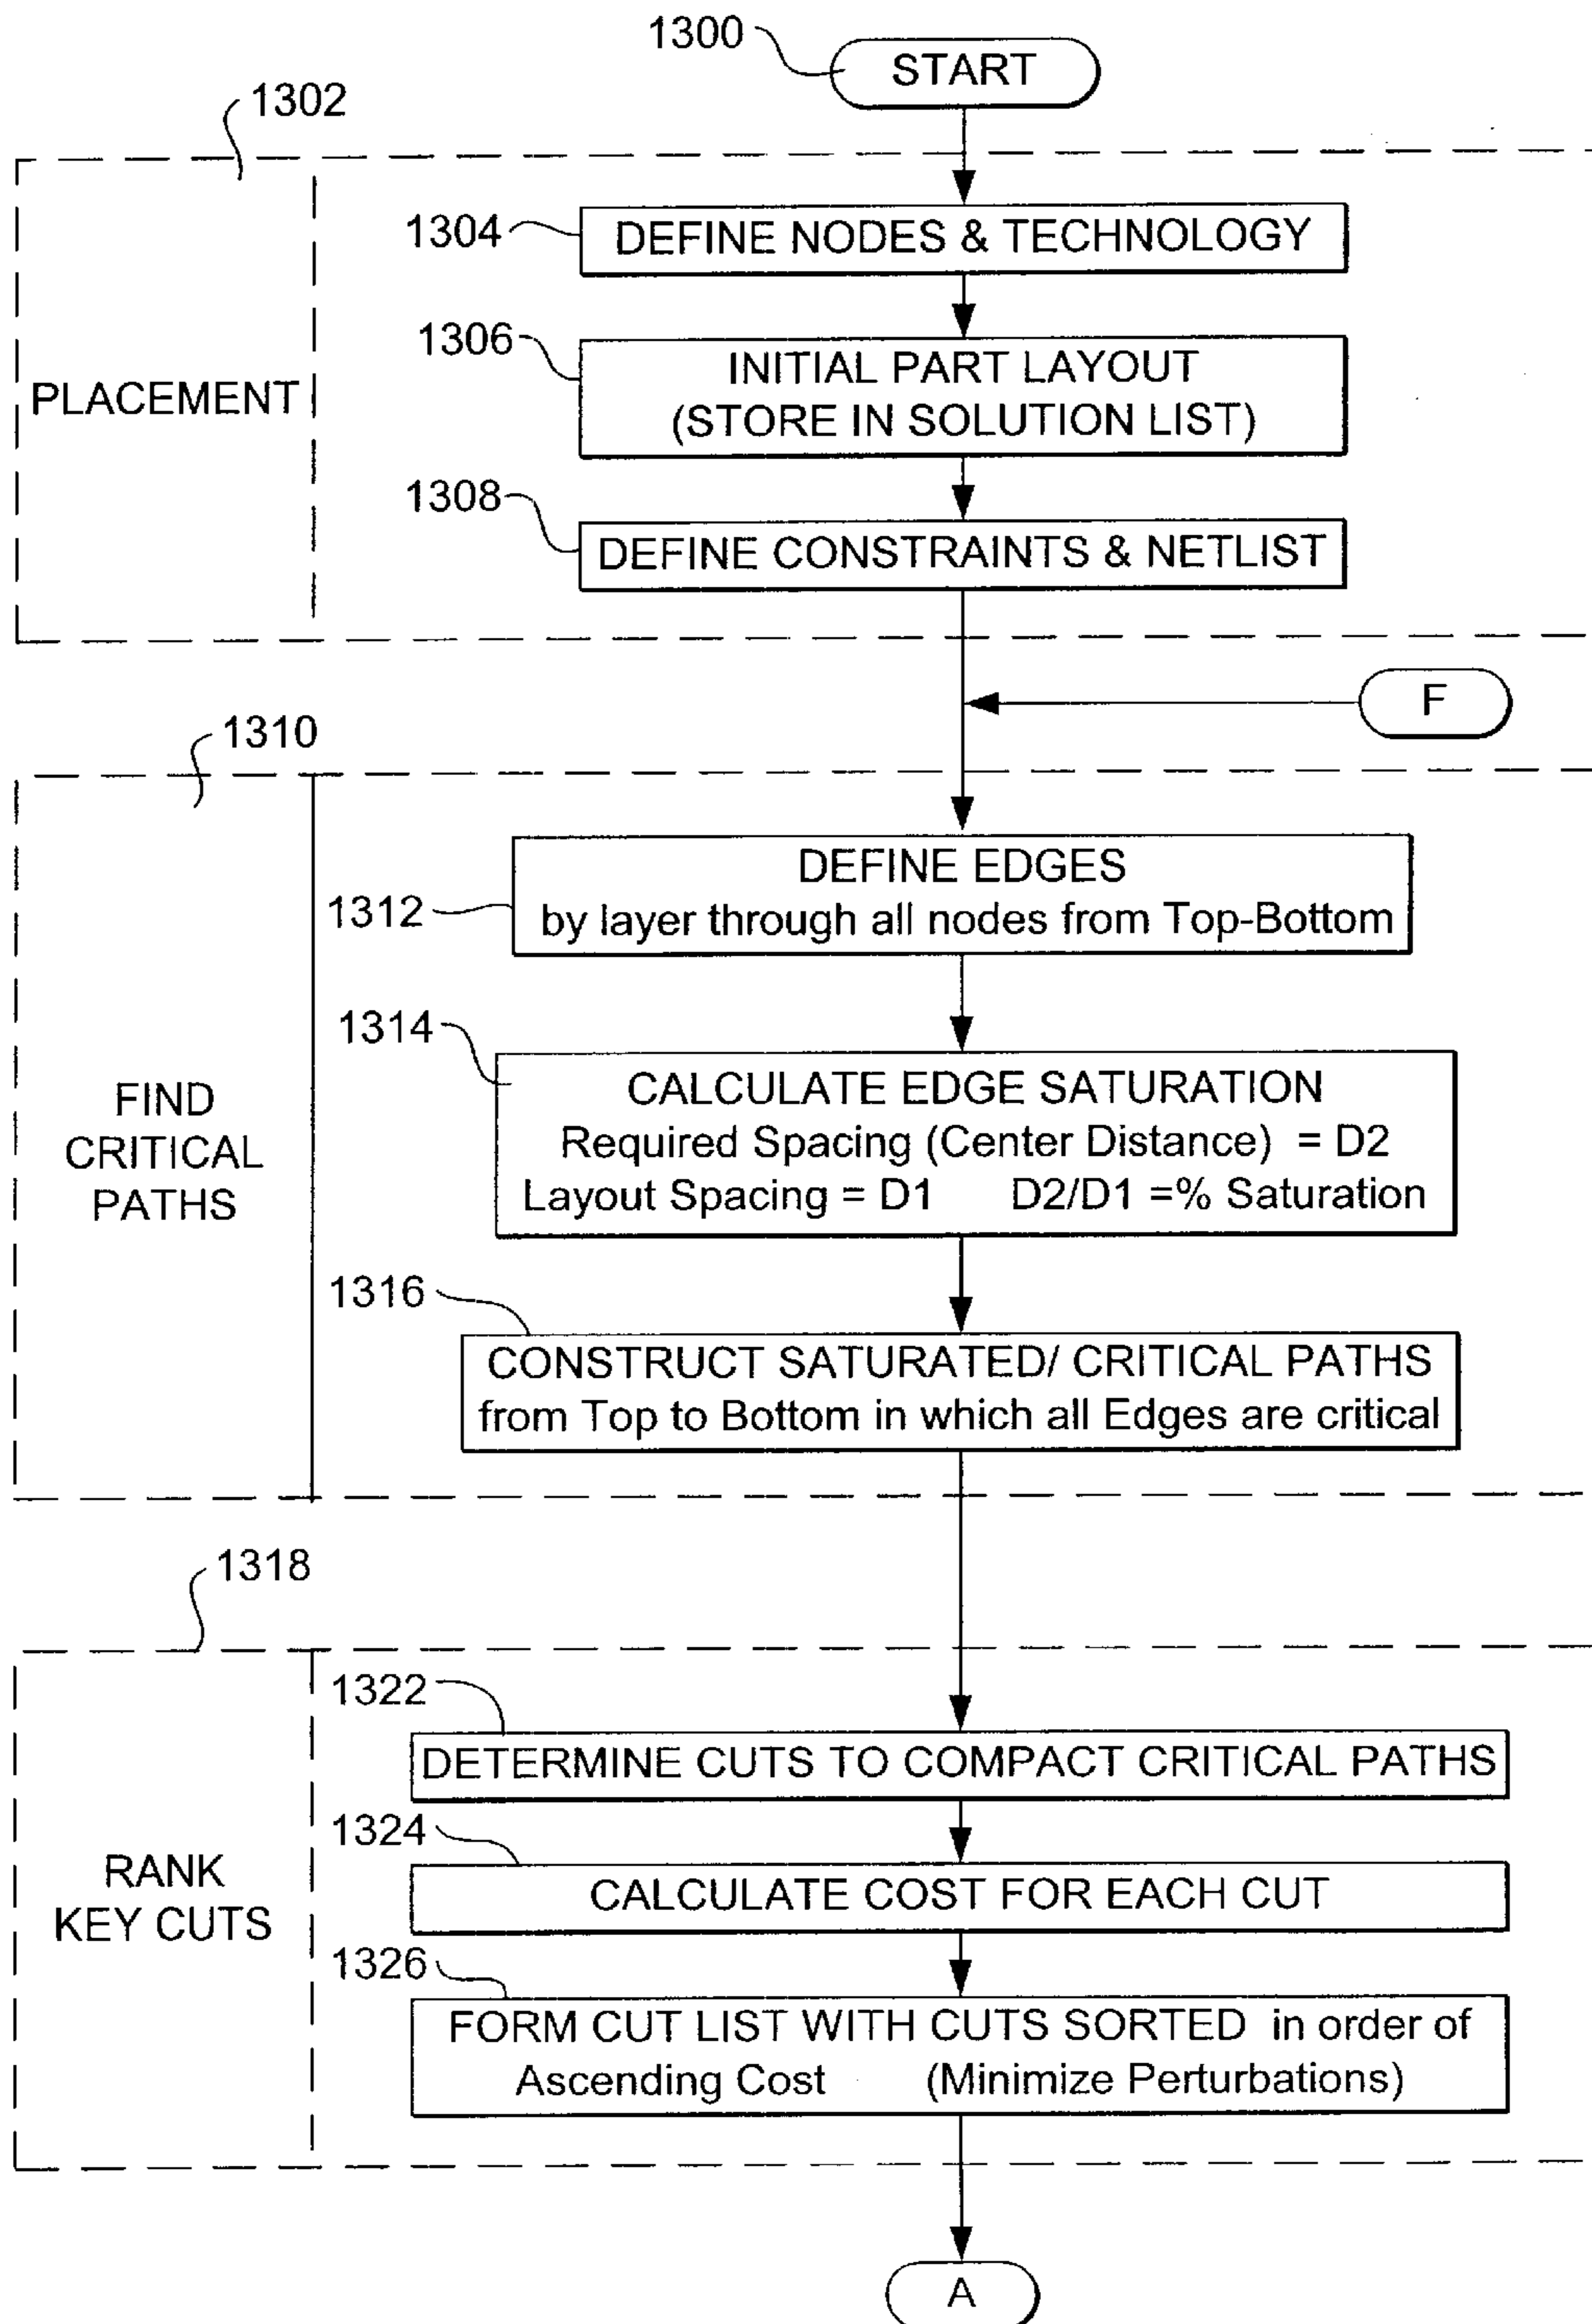 1300
START
1302
PLACEMENT
1304
DEFINE NODES & TECHNOLOGY
1306
INITIAL PART LAYOUT
(STORE IN SOLUTION LIST)
1308
DEFINE CONSTRAINTS & NETLIST
F
1310
FIND
CRITICAL
PATHS
1312
DEFINE EDGES
by layer through all nodes from Top-Bottom
1314
CALCULATE EDGE SATURATION
Required Spacing (Center Distance) = D2
Layout Spacing = D1 D2/D1 =% Saturation
1316
CONSTRUCT SATURATED/ CRITICAL PATHS
from Top to Bottom in which all Edges are critical
1318
RANK
KEY CUTS
1322
DETERMINE CUTS TO COMPACT CRITICAL PATHS
1324
CALCULATE COST FOR EACH CUT
1326
FORM CUT LIST WITH CUTS SORTED in order of
Ascending Cost (Minimize Perturbations)
A